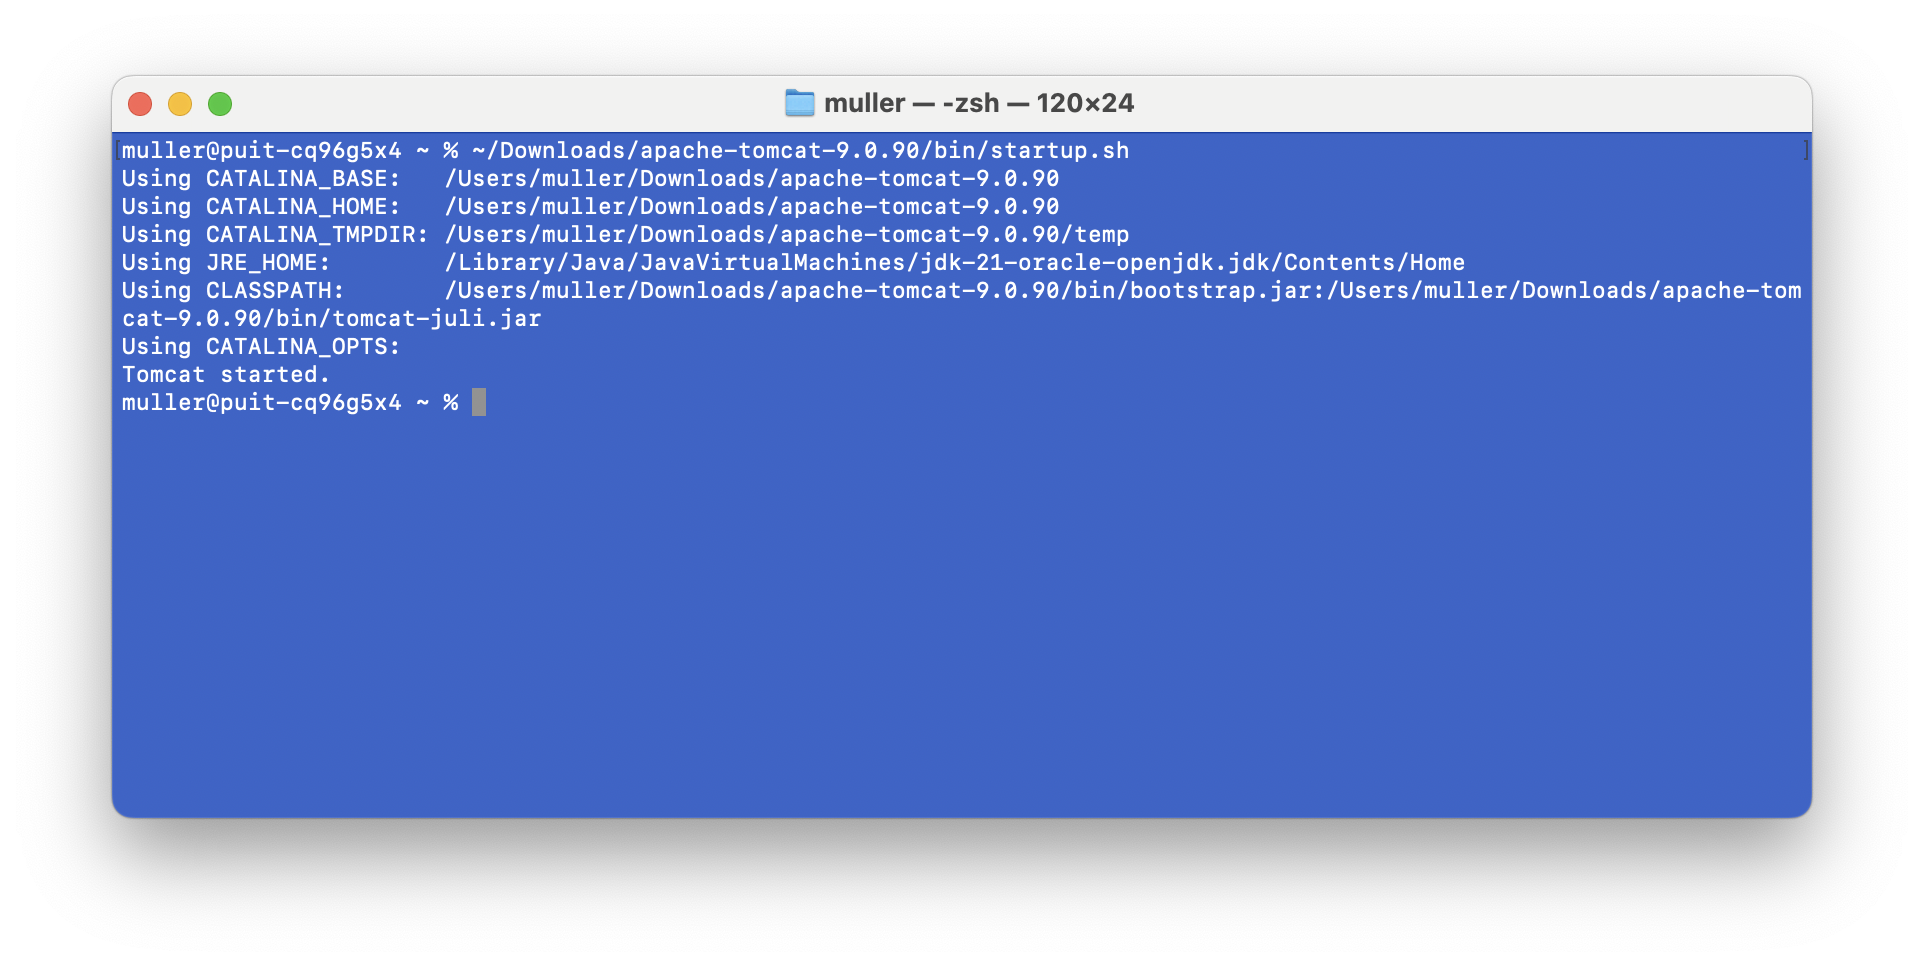 muller — -zsh — 120×24
[muller@puit-cq96g5x4 ~ % ~/Downloads/apache-tomcat-9.0.90/bin/startup.sh ]
Using CATALINA_BASE:   /Users/muller/Downloads/apache-tomcat-9.0.90
Using CATALINA_HOME:   /Users/muller/Downloads/apache-tomcat-9.0.90
Using CATALINA_TMPDIR: /Users/muller/Downloads/apache-tomcat-9.0.90/temp
Using JRE_HOME:        /Library/Java/JavaVirtualMachines/jdk-21-oracle-openjdk.jdk/Contents/Home
Using CLASSPATH:       /Users/muller/Downloads/apache-tomcat-9.0.90/bin/bootstrap.jar:/Users/muller/Downloads/apache-tom
cat-9.0.90/bin/tomcat-juli.jar
Using CATALINA_OPTS:
Tomcat started.
muller@puit-cq96g5x4 ~ %